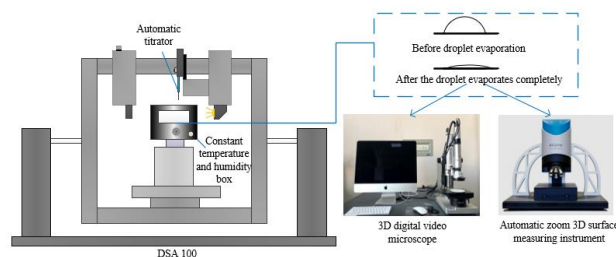 Automatic
titrator
Constant
temperature
and humidity
box
DSA 100
Before droplet evaporation
After the droplet evaporates completely
3D digital video
microscope
Automatic zoom 3D surface
measuring instrument